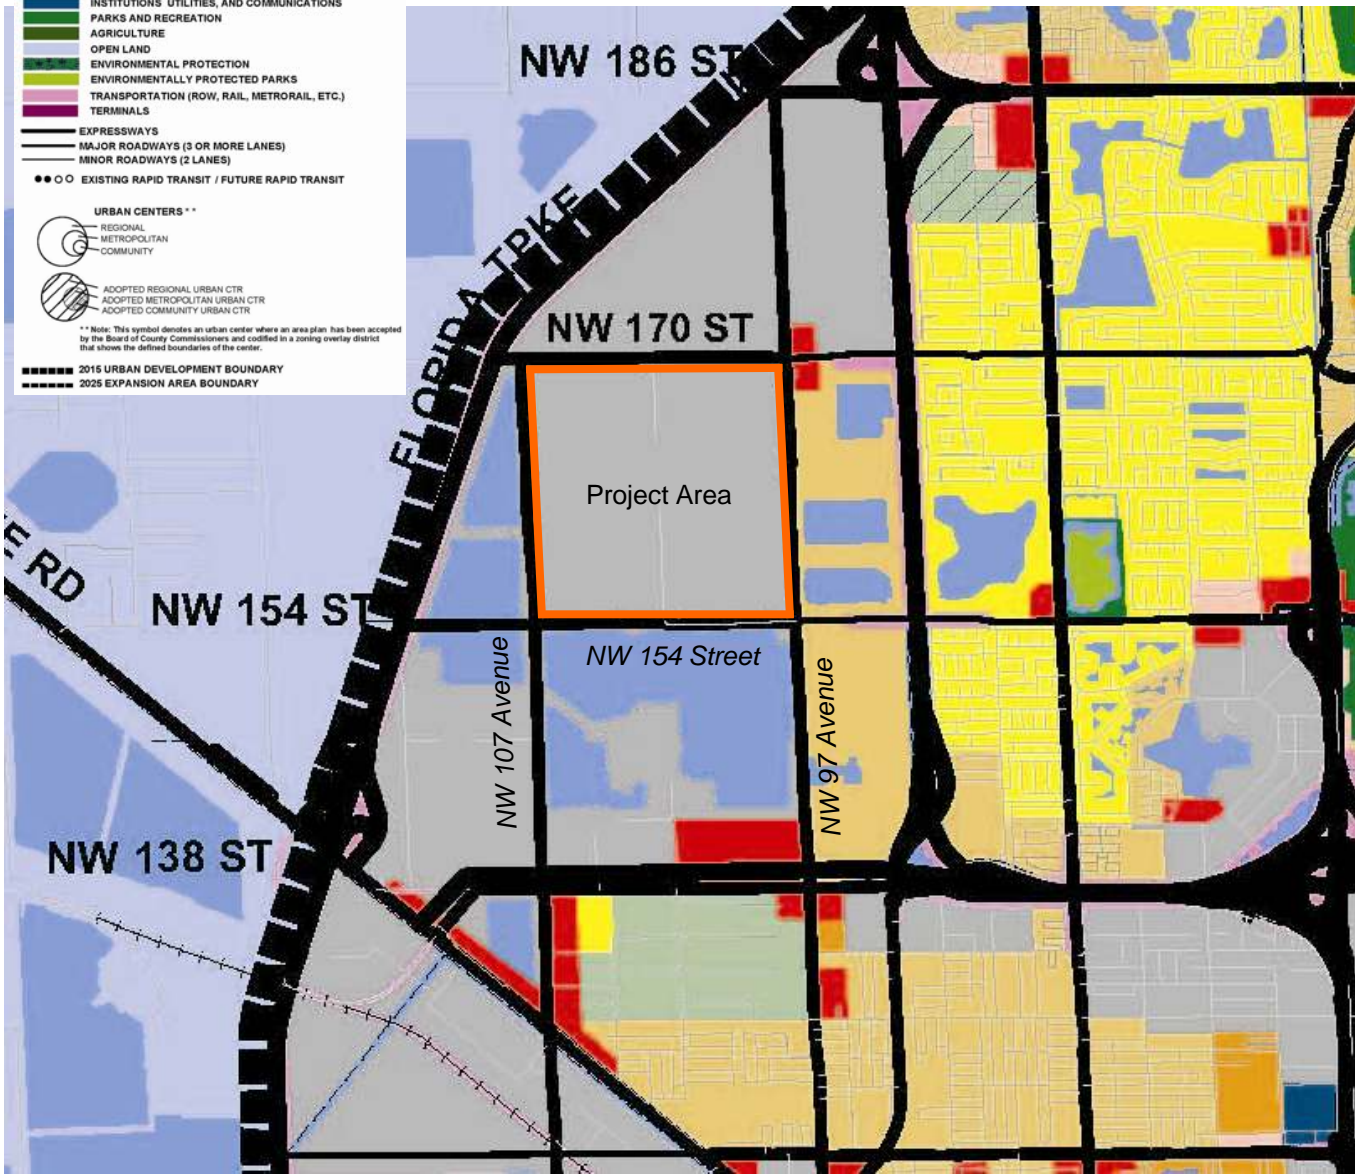 INSTITUTIONS UTILITIES, AND COMMUNICATIONS
PARKS AND RECREATION
AGRICULTURE
OPEN LAND
ENVIRONMENTAL PROTECTION
ENVIRONMENTALLY PROTECTED PARKS
TRANSPORTATION (ROW, RAIL, METRORAIL, ETC.)
TERMINALS
EXPRESSWAYS
MAJOR ROADWAYS (3 OR MORE LANES)
MINOR ROADWAYS (2 LANES)
EXISTING RAPID TRANSIT / FUTURE RAPID TRANSIT
URBAN CENTERS **
REGIONAL
METROPOLITAN
COMMUNITY
ADOPTED REGIONAL URBAN CTR
ADOPTED METROPOLITAN URBAN CTR
ADOPTED COMMUNITY URBAN CTR
** Note: This symbol denotes an urban center where an area plan has been accepted
by the Board of County Commissioners and codified in a zoning overlay district
that shows the defined boundaries of the center.
2015 URBAN DEVELOPMENT BOUNDARY
2025 EXPANSION AREA BOUNDARY
NW 186 ST
FLORIDA TPKE
NW 170 ST
Project Area
E RD
NW 154 ST
NW 154 Street
NW 107 Avenue
NW 97 Avenue
NW 138 ST